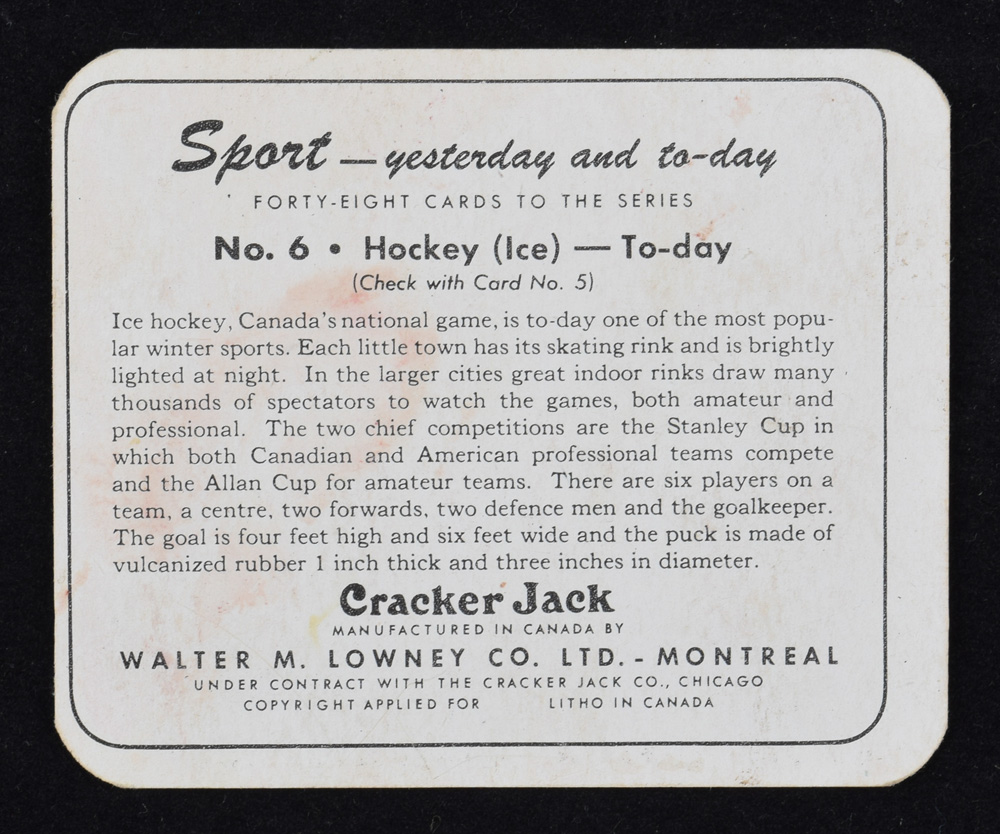 Sport — yesterday and to-day
FORTY-EIGHT CARDS TO THE SERIES
No. 6 • Hockey (Ice) — To-day
(Check with Card No. 5)
Ice hockey, Canada's national game, is to-day one of the most popu-
lar winter sports. Each little town has its skating rink and is brightly
lighted at night. In the larger cities great indoor rinks draw many
thousands of spectators to watch the games, both amateur and
professional. The two chief competitions are the Stanley Cup in
which both Canadian and American professional teams compete
and the Allan Cup for amateur teams. There are six players on a
team, a centre, two forwards, two defence men and the goalkeeper.
The goal is four feet high and six feet wide and the puck is made of
vulcanized rubber 1 inch thick and three inches in diameter.
Cracker Jack
MANUFACTURED IN CANADA BY
WALTER M. LOWNEY CO. LTD. - MONTREAL
UNDER CONTRACT WITH THE CRACKER JACK CO., CHICAGO
COPYRIGHT APPLIED FOR LITHO IN CANADA